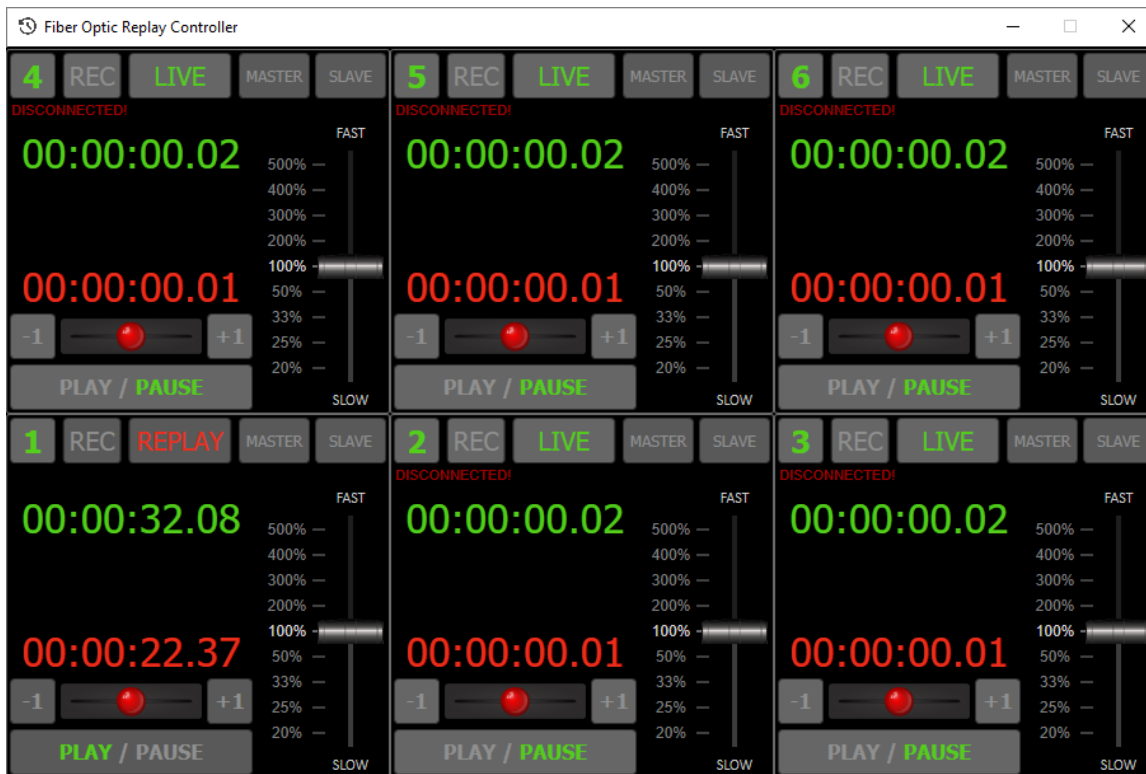 Fiber Optic Replay Controller
4 REC LIVE MASTER SLAVE
DISCONNECTED!
FAST
00:00:00.02
500%
400%
300%
200%
100%
00:00:00.01
50%
33%
-1 +1
25%
20%
PLAY / PAUSE
SLOW
5 REC LIVE MASTER SLAVE
DISCONNECTED!
FAST
00:00:00.02
500%
400%
300%
200%
100%
00:00:00.01
50%
33%
-1 +1
25%
20%
PLAY / PAUSE
SLOW
6 REC LIVE MASTER SLAVE
DISCONNECTED!
FAST
00:00:00.02
500%
400%
300%
200%
100%
00:00:00.01
50%
33%
-1 +1
25%
20%
PLAY / PAUSE
SLOW
1 REC REPLAY MASTER SLAVE
FAST
00:00:32.08
500%
400%
300%
200%
100%
00:00:22.37
50%
33%
-1 +1
25%
20%
PLAY / PAUSE
SLOW
2 REC LIVE MASTER SLAVE
DISCONNECTED!
FAST
00:00:00.02
500%
400%
300%
200%
100%
00:00:00.01
50%
33%
-1 +1
25%
20%
PLAY / PAUSE
SLOW
3 REC LIVE MASTER SLAVE
DISCONNECTED!
FAST
00:00:00.02
500%
400%
300%
200%
100%
00:00:00.01
50%
33%
-1 +1
25%
20%
PLAY / PAUSE
SLOW